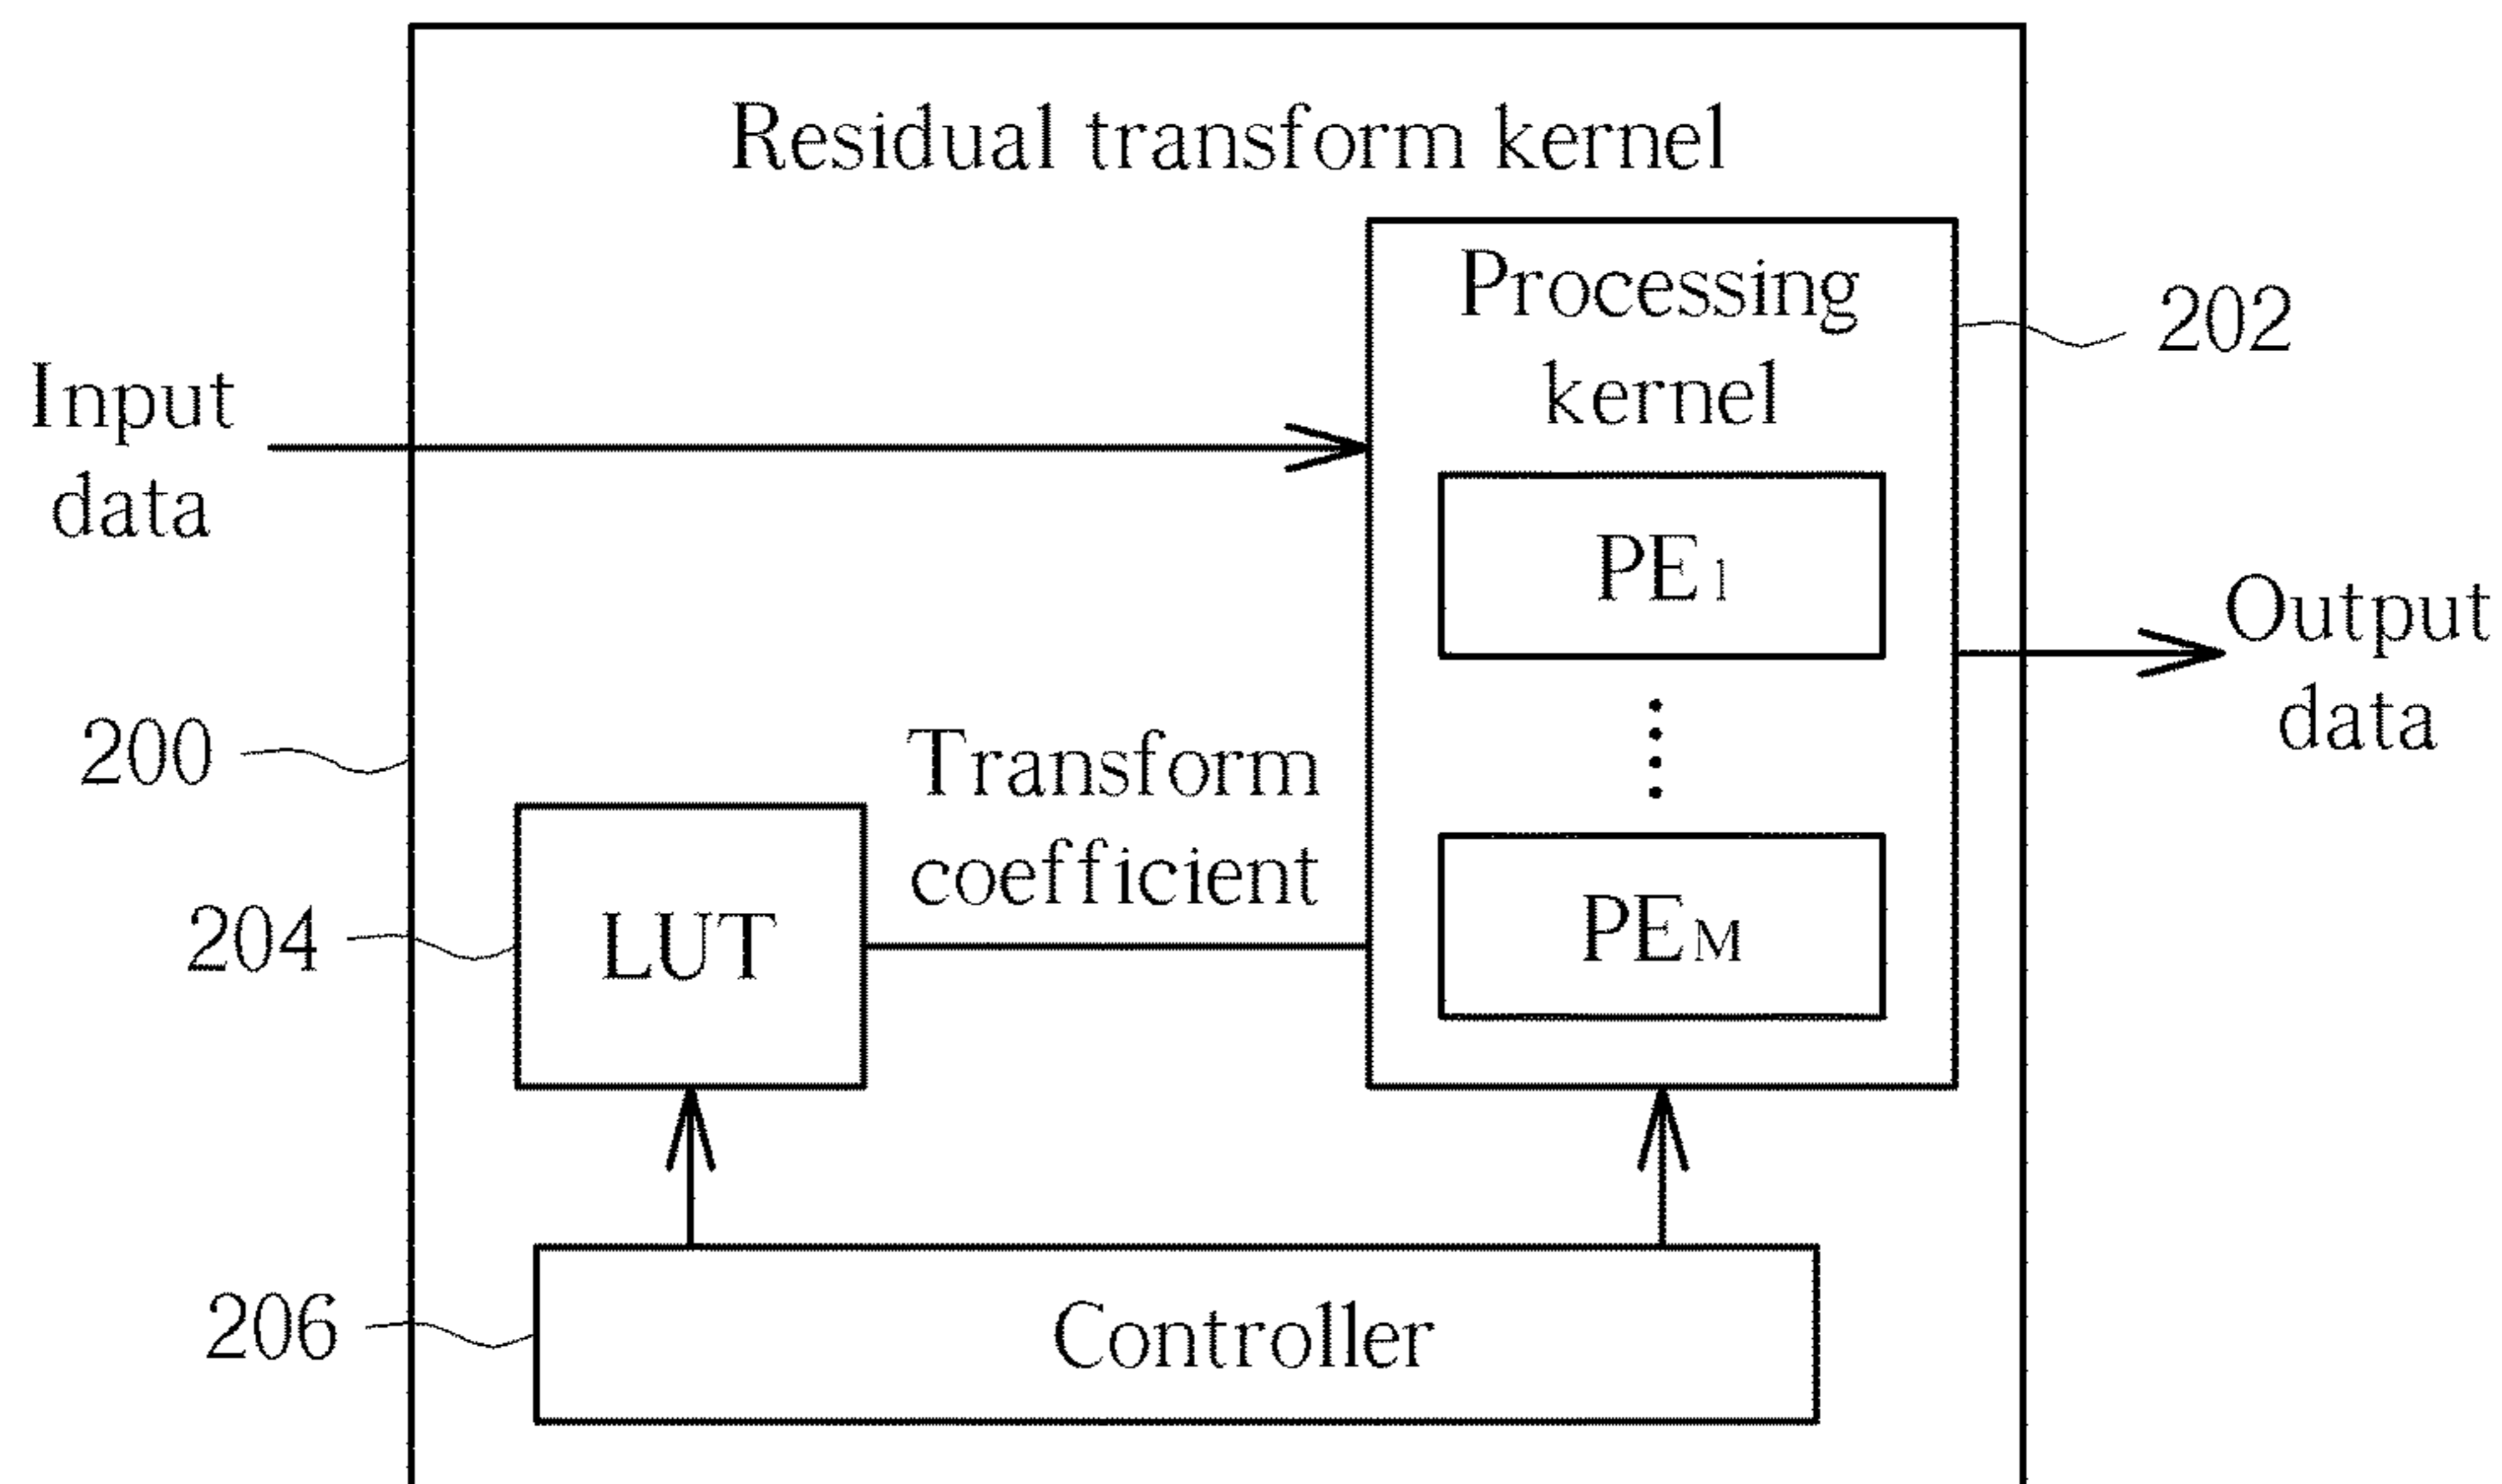 Residual transform kernel
Processing
kernel
202
Input
data
PE1
Output
data
200
Transform
coefficient
204
LUT
PEM
206
Controller